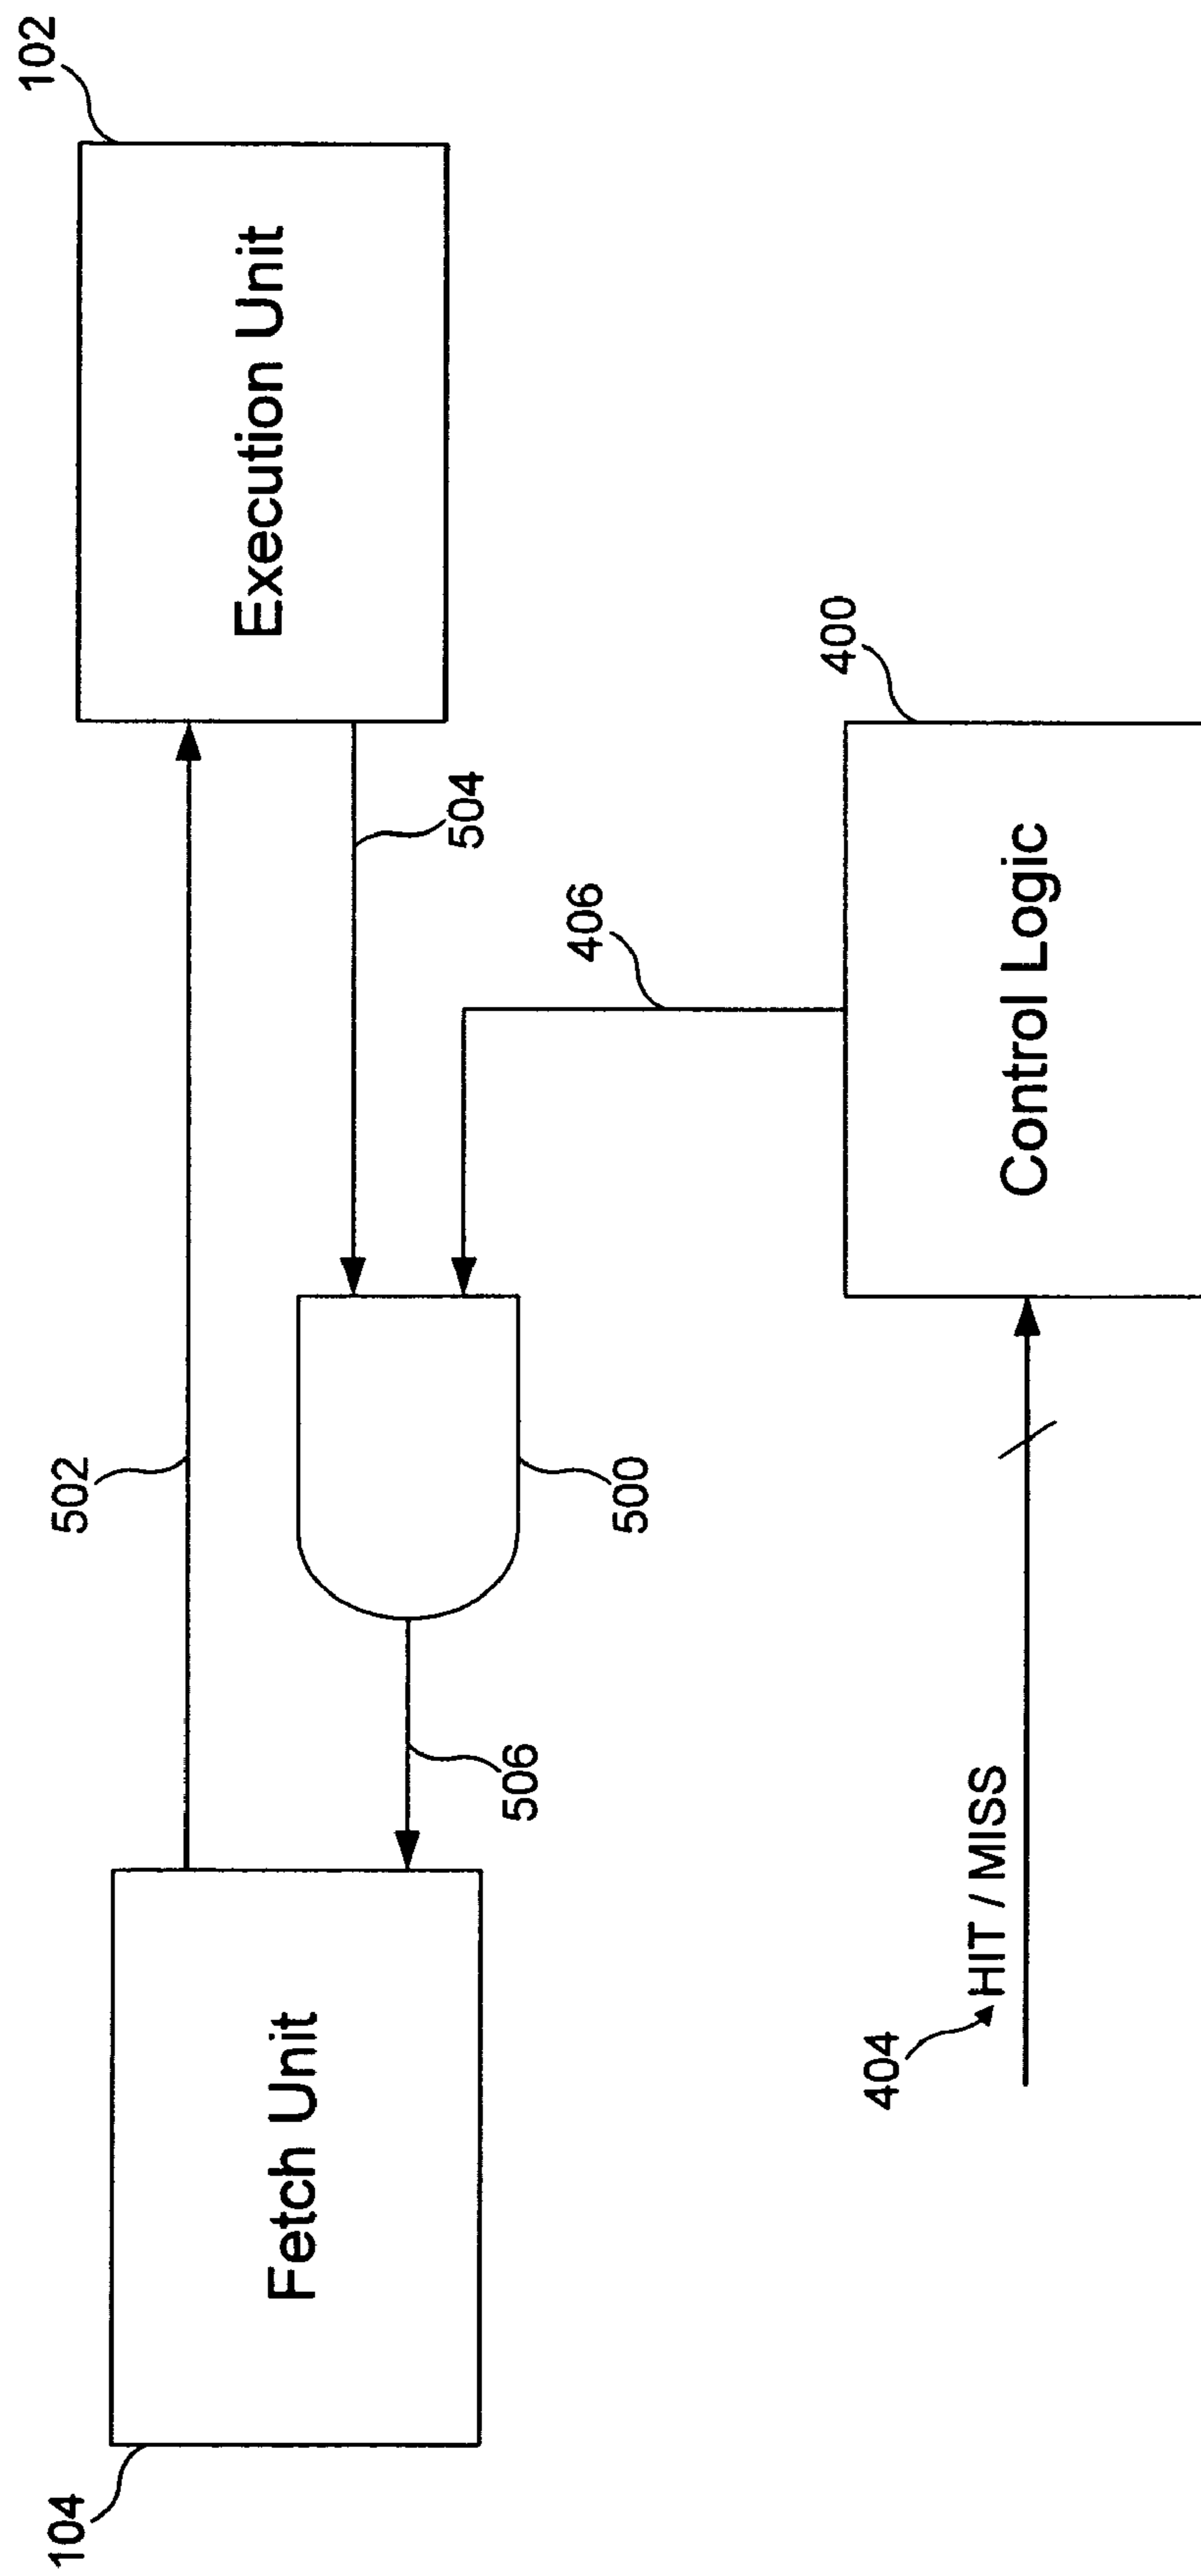 102
Execution Unit
504
406
400
Control Logic
502
500
506
HIT / MISS
404
Fetch Unit
104